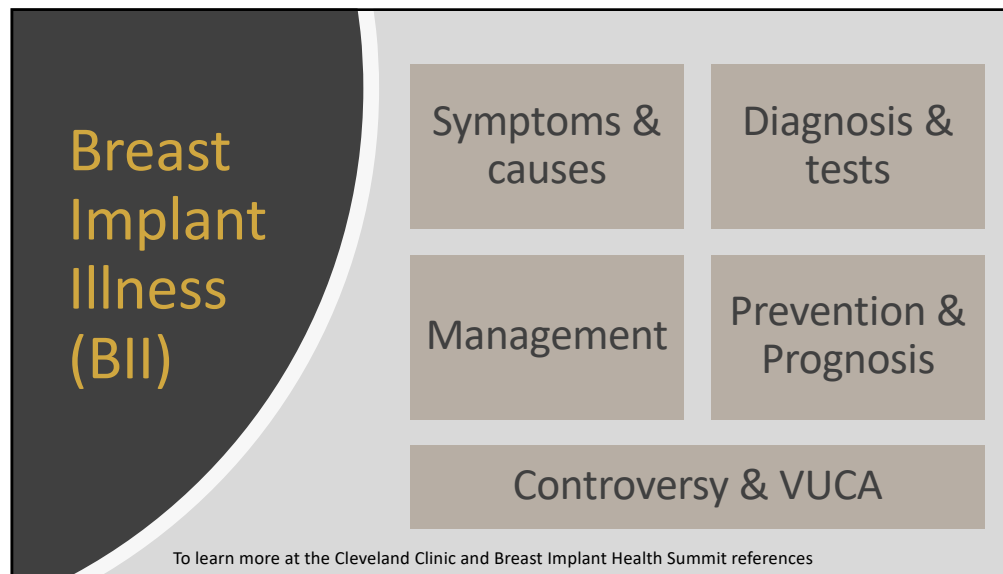 Breast
Implant
Illness
(BII)
Symptoms &
causes
Diagnosis &
tests
Management
Prevention &
Prognosis
Controversy & VUCA
To learn more at the Cleveland Clinic and Breast Implant Health Summit references